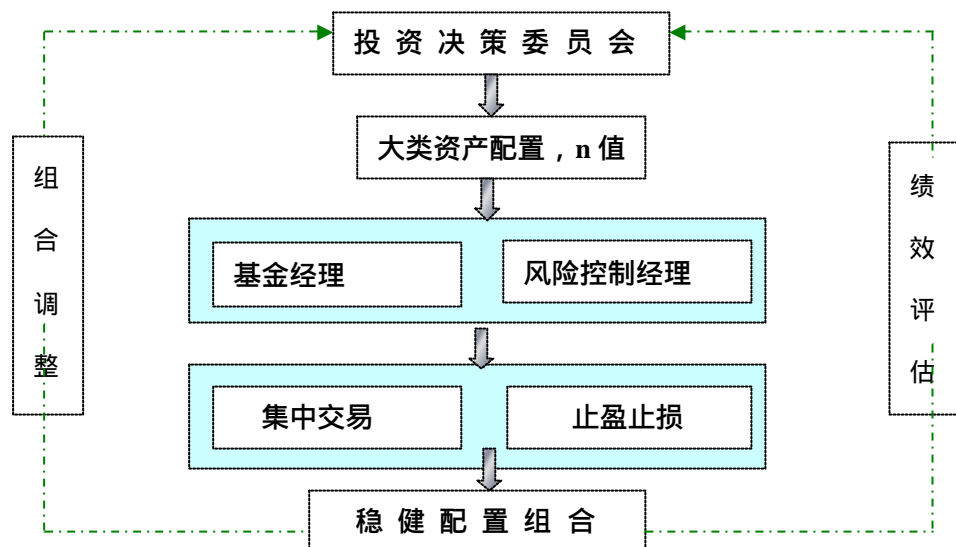 投资决策委员会
大类资产配置，n 值
组合调整
绩效评估
基金经理
风险控制经理
集中交易
止盈止损
稳健配置组合